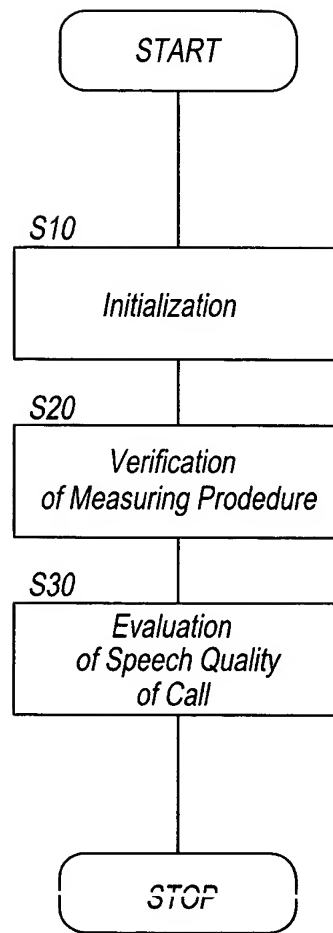 START
S10
Initialization
S20
Verification
of Measuring Prodedure
S30
Evaluation
of Speech Quality
of Call
STOP